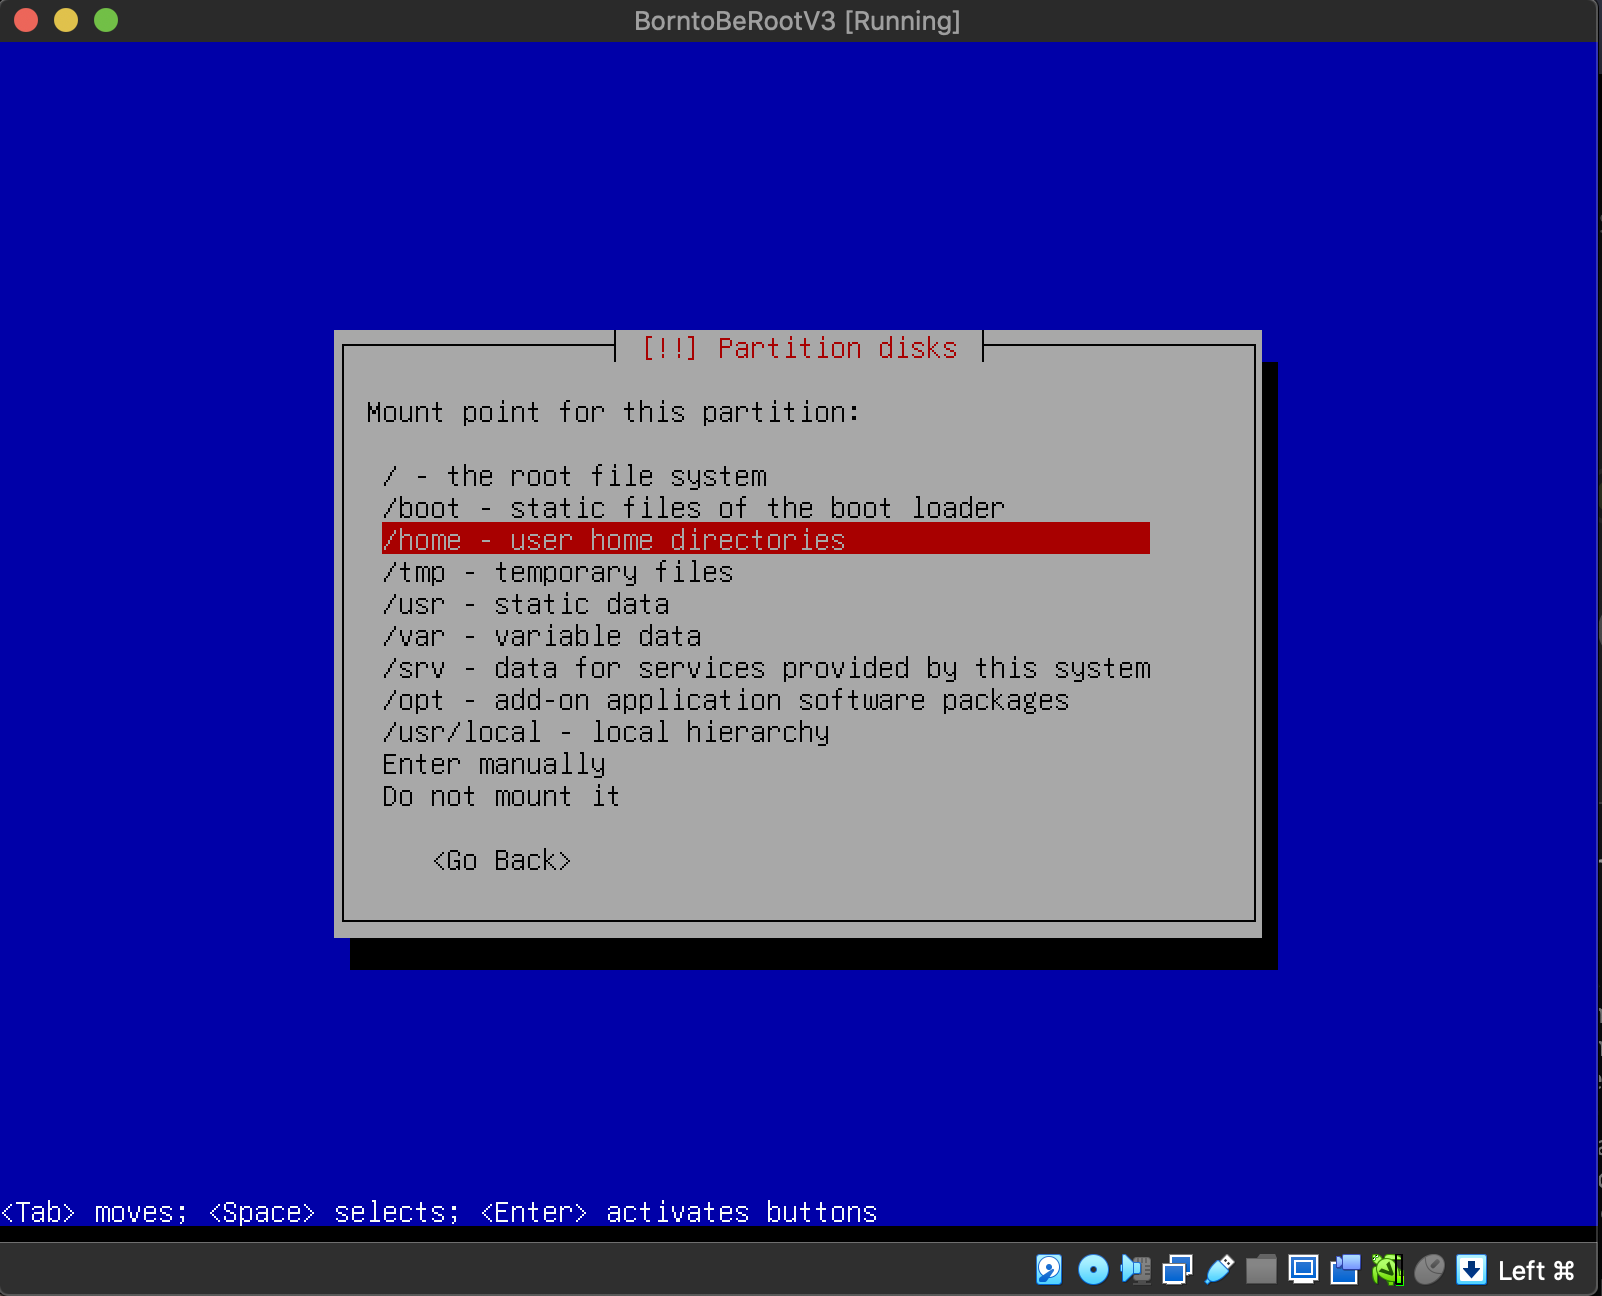 BorntoBeRootV3 [Running]
[!!] Partition disks
Mount point for this partition:
/ - the root file system
/boot - static files of the boot loader
/home - user home directories
/tmp - temporary files
/usr - static data
/var - variable data
/srv - data for services provided by this system
/opt - add-on application software packages
/usr/local - local hierarchy
Enter manually
Do not mount it
<Go Back>
<Tab> moves; <Space> selects; <Enter> activates buttons
Left ⌘